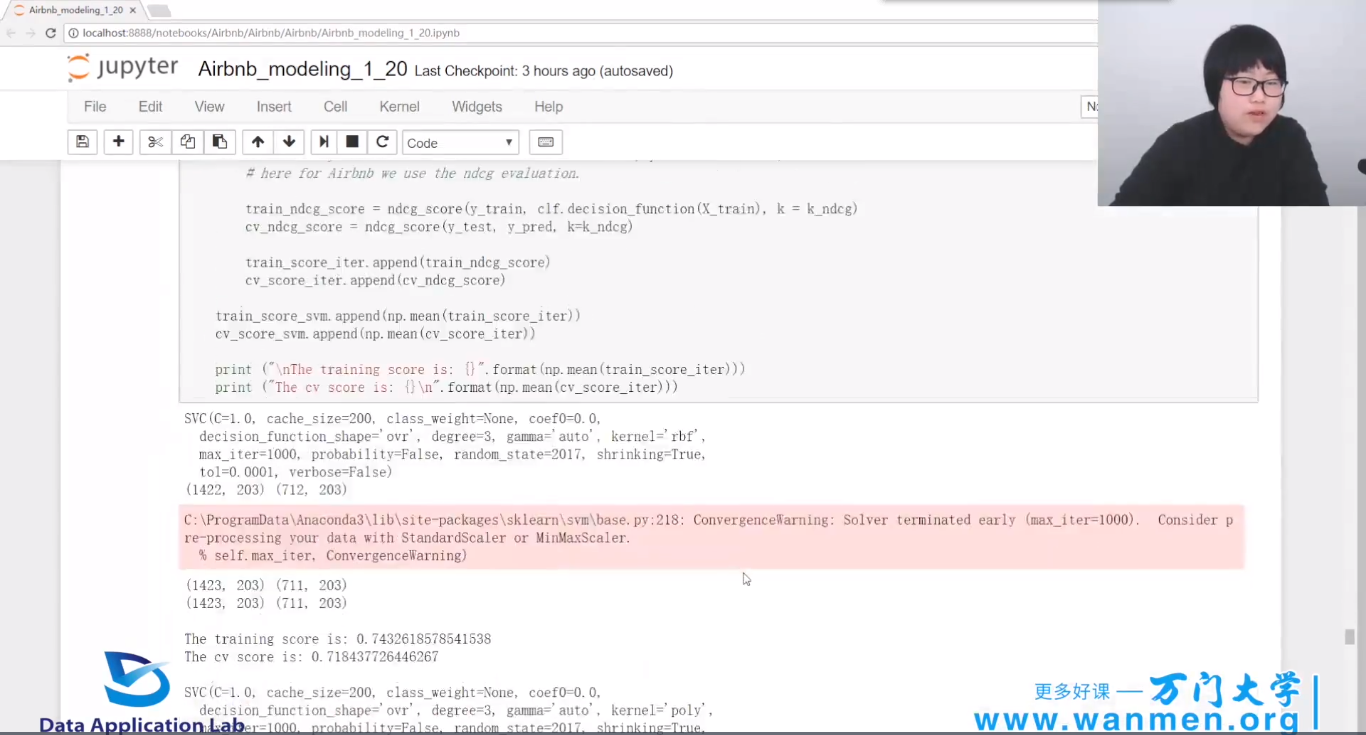 Airbnb_modeling_1_20
localhost:8888/notebooks/Airbnb/Airbnb/Airbnb/Airbnb_modeling_1_20.ipynb
jupyter Airbnb_modeling_1_20 Last Checkpoint: 3 hours ago (autosaved)
File Edit View Insert Cell Kernel Widgets Help
Code
# here for Airbnb we use the ndcg evaluation.
train_ndcg_score = ndcg_score(y_train, clf.decision_function(X_train), k = k_ndcg)
cv_ndcg_score = ndcg_score(y_test, y_pred, k=k_ndcg)
train_score_iter.append(train_ndcg_score)
cv_score_iter.append(cv_ndcg_score)
train_score_svm.append(np.mean(train_score_iter))
cv_score_svm.append(np.mean(cv_score_iter))
print ("\nThe training score is: {}".format(np.mean(train_score_iter)))
print ("The cv score is: {}\n".format(np.mean(cv_score_iter)))
SVC(C=1.0, cache_size=200, class_weight=None, coef0=0.0,
decision_function_shape='ovr', degree=3, gamma='auto', kernel='rbf',
max_iter=1000, probability=False, random_state=2017, shrinking=True,
tol=0.0001, verbose=False)
(1422, 203) (712, 203)
C:\ProgramData\Anaconda3\lib\site-packages\sklearn\svm\base.py:218: ConvergenceWarning: Solver terminated early (max_iter=1000). Consider p
re-processing your data with StandardScaler or MinMaxScaler.
% self.max_iter, ConvergenceWarning)
(1423, 203) (711, 203)
(1423, 203) (711, 203)
The training score is: 0.7432618578541538
The cv score is: 0.718437726446267
SVC(C=1.0, cache_size=200, class_weight=None, coef0=0.0,
decision_function_shape='ovr', degree=3, gamma='auto', kernel='poly',
max_iter=1000, probability=False, random_state=2017, shrinking=True,
Data Application Lab
更多好课 — 万门大学
www.wanmen.org